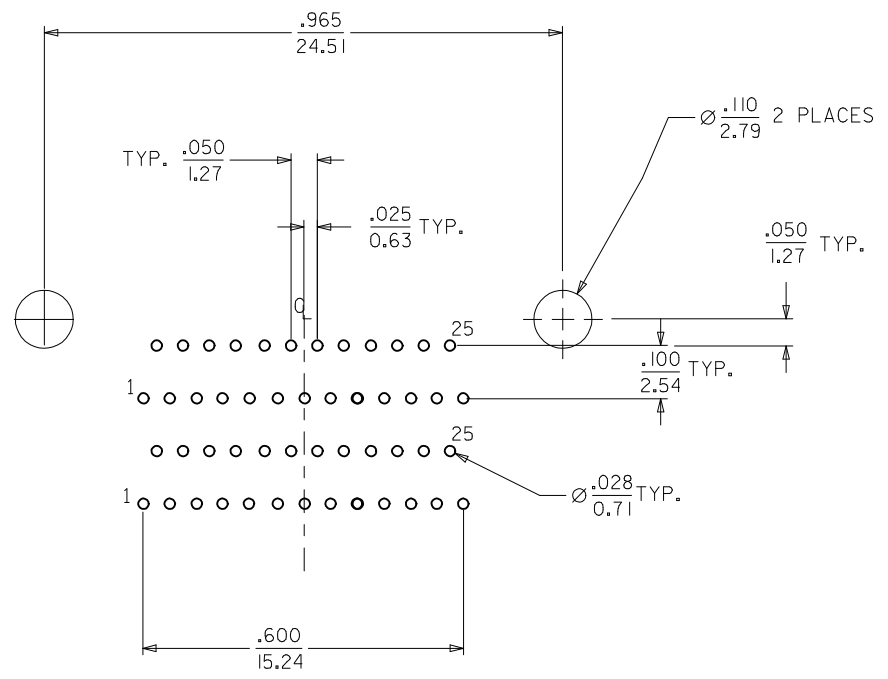 .965
24.51
.110
2.79
Ø 2 PLACES
TYP. .050
1.27
.025
0.63 TYP.
.050
1.27 TYP.
CL
25
.100
2.54 TYP.
1
25
1
Ø .028
0.71 TYP.
.600
15.24